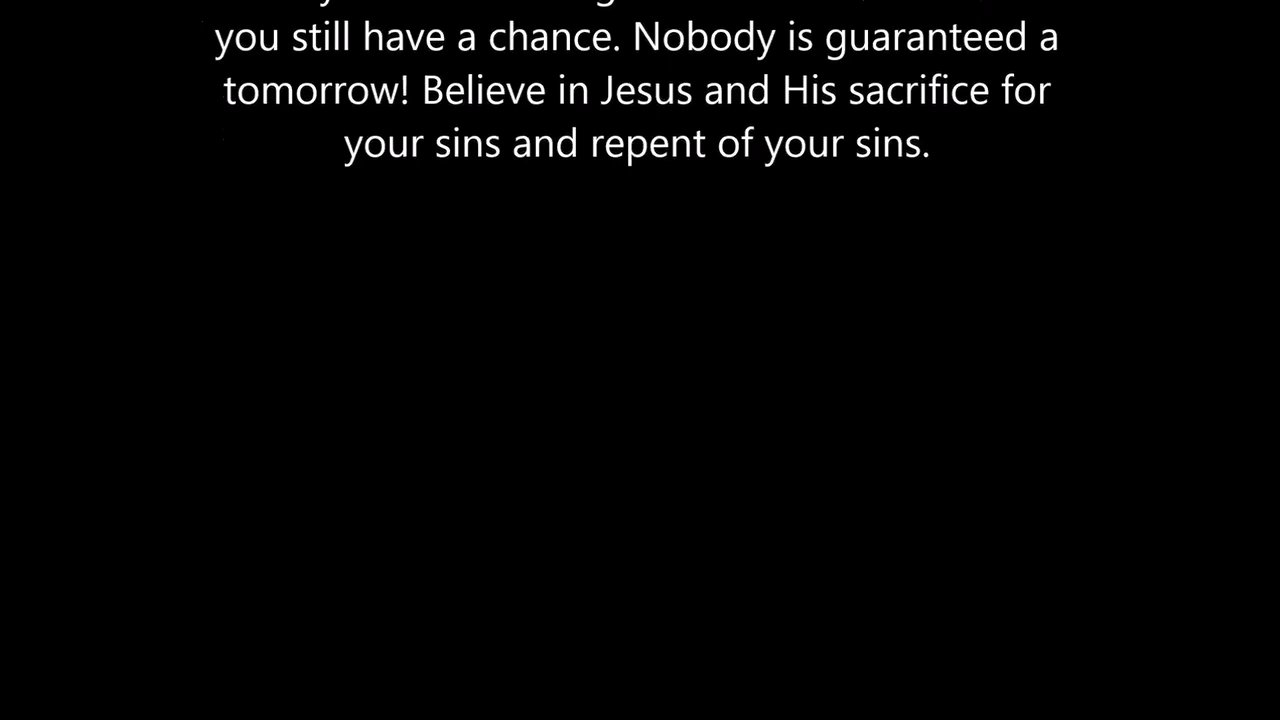 you still have a chance. Nobody is guaranteed a
tomorrow! Believe in Jesus and His sacrifice for
your sins and repent of your sins.